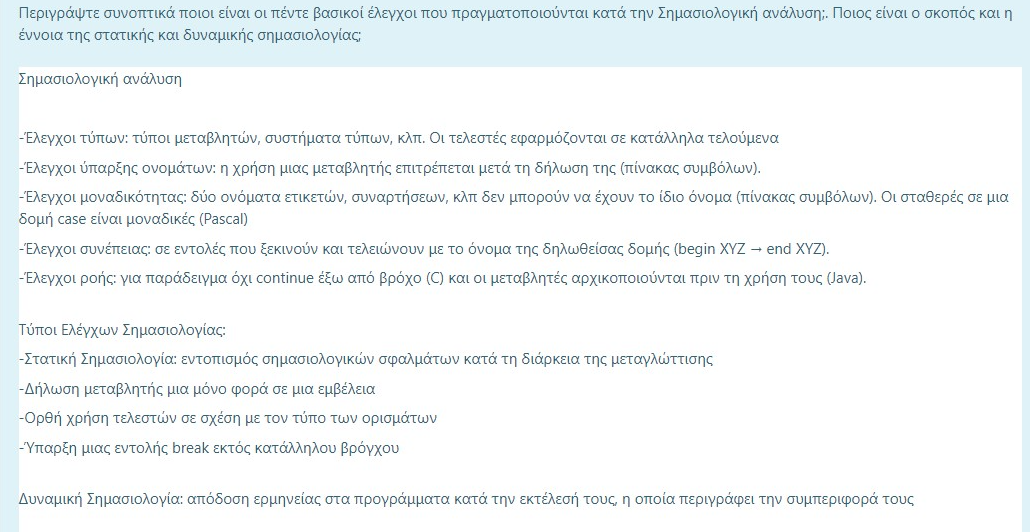 Περιγράψτε συνοπτικά ποιοι είναι οι πέντε βασικοί έλεγχοι που πραγματοποιούνται κατά την Σημασιολογική ανάλυση;. Ποιος είναι ο σκοπός και η
έννοια της στατικής και δυναμικής σημασιολογίας;
Σημασιολογική ανάλυση
-Έλεγχοι τύπων: τύποι μεταβλητών, συστήματα τύπων, κλπ. Οι τελεστές εφαρμόζονται σε κατάλληλα τελούμενα
-Έλεγχοι ύπαρξης ονομάτων: η χρήση μιας μεταβλητής επιτρέπεται μετά τη δήλωση της (πίνακας συμβόλων).
-Έλεγχοι μοναδικότητας: δύο ονόματα ετικετών, συναρτήσεων, κλπ δεν μπορούν να έχουν το ίδιο όνομα (πίνακας συμβόλων). Οι σταθερές σε μια
δομή case είναι μοναδικές (Pascal)
-Έλεγχοι συνέπειας: σε εντολές που ξεκινούν και τελειώνουν με το όνομα της δηλωθείσας δομής (begin XYZ → end XYZ).
-Έλεγχοι ροής: για παράδειγμα όχι continue έξω από βρόχο (C) και οι μεταβλητές αρχικοποιούνται πριν τη χρήση τους (Java).
Τύποι Ελέγχων Σημασιολογίας:
-Στατική Σημασιολογία: εντοπισμός σημασιολογικών σφαλμάτων κατά τη διάρκεια της μεταγλώττισης
-Δήλωση μεταβλητής μια μόνο φορά σε μια εμβέλεια
-Ορθή χρήση τελεστών σε σχέση με τον τύπο των ορισμάτων
-Ύπαρξη μιας εντολής break εκτός κατάλληλου βρόγχου
Δυναμική Σημασιολογία: απόδοση ερμηνείας στα προγράμματα κατά την εκτέλεσή τους, η οποία περιγράφει την συμπεριφορά τους